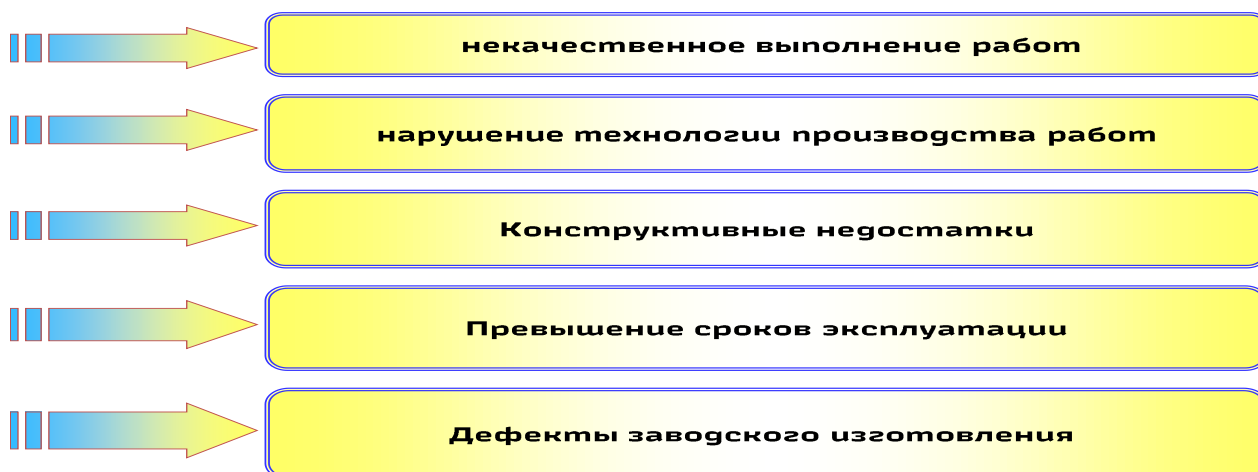 некачественное выполнение работ
нарушение технологии производства работ
Конструктивные недостатки
Превышение сроков эксплуатации
Дефекты заводского изготовления